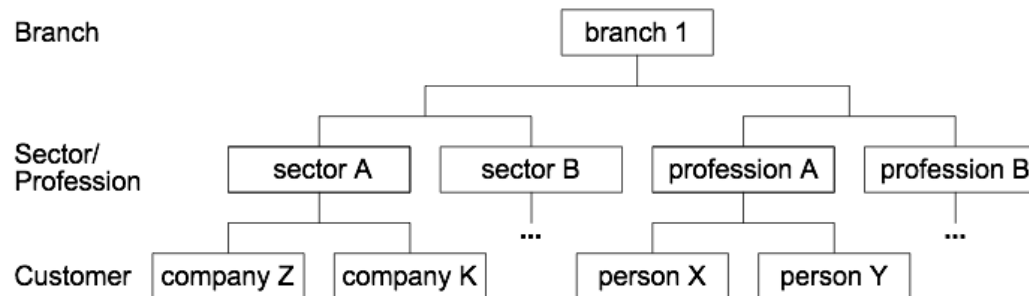 Branch
branch 1
Sector/
Profession
sector A
sector B
profession A
profession B
...
...
Customer
company Z
company K
person X
person Y